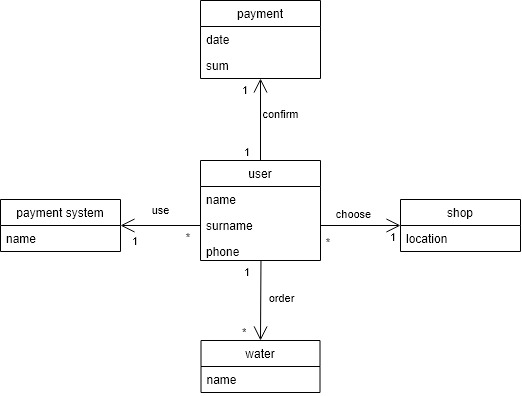 payment
date
sum
1
confirm
1
user
name
surname
phone
payment system
name
use
1
*
choose
*
1
shop
location
1
order
*
water
name